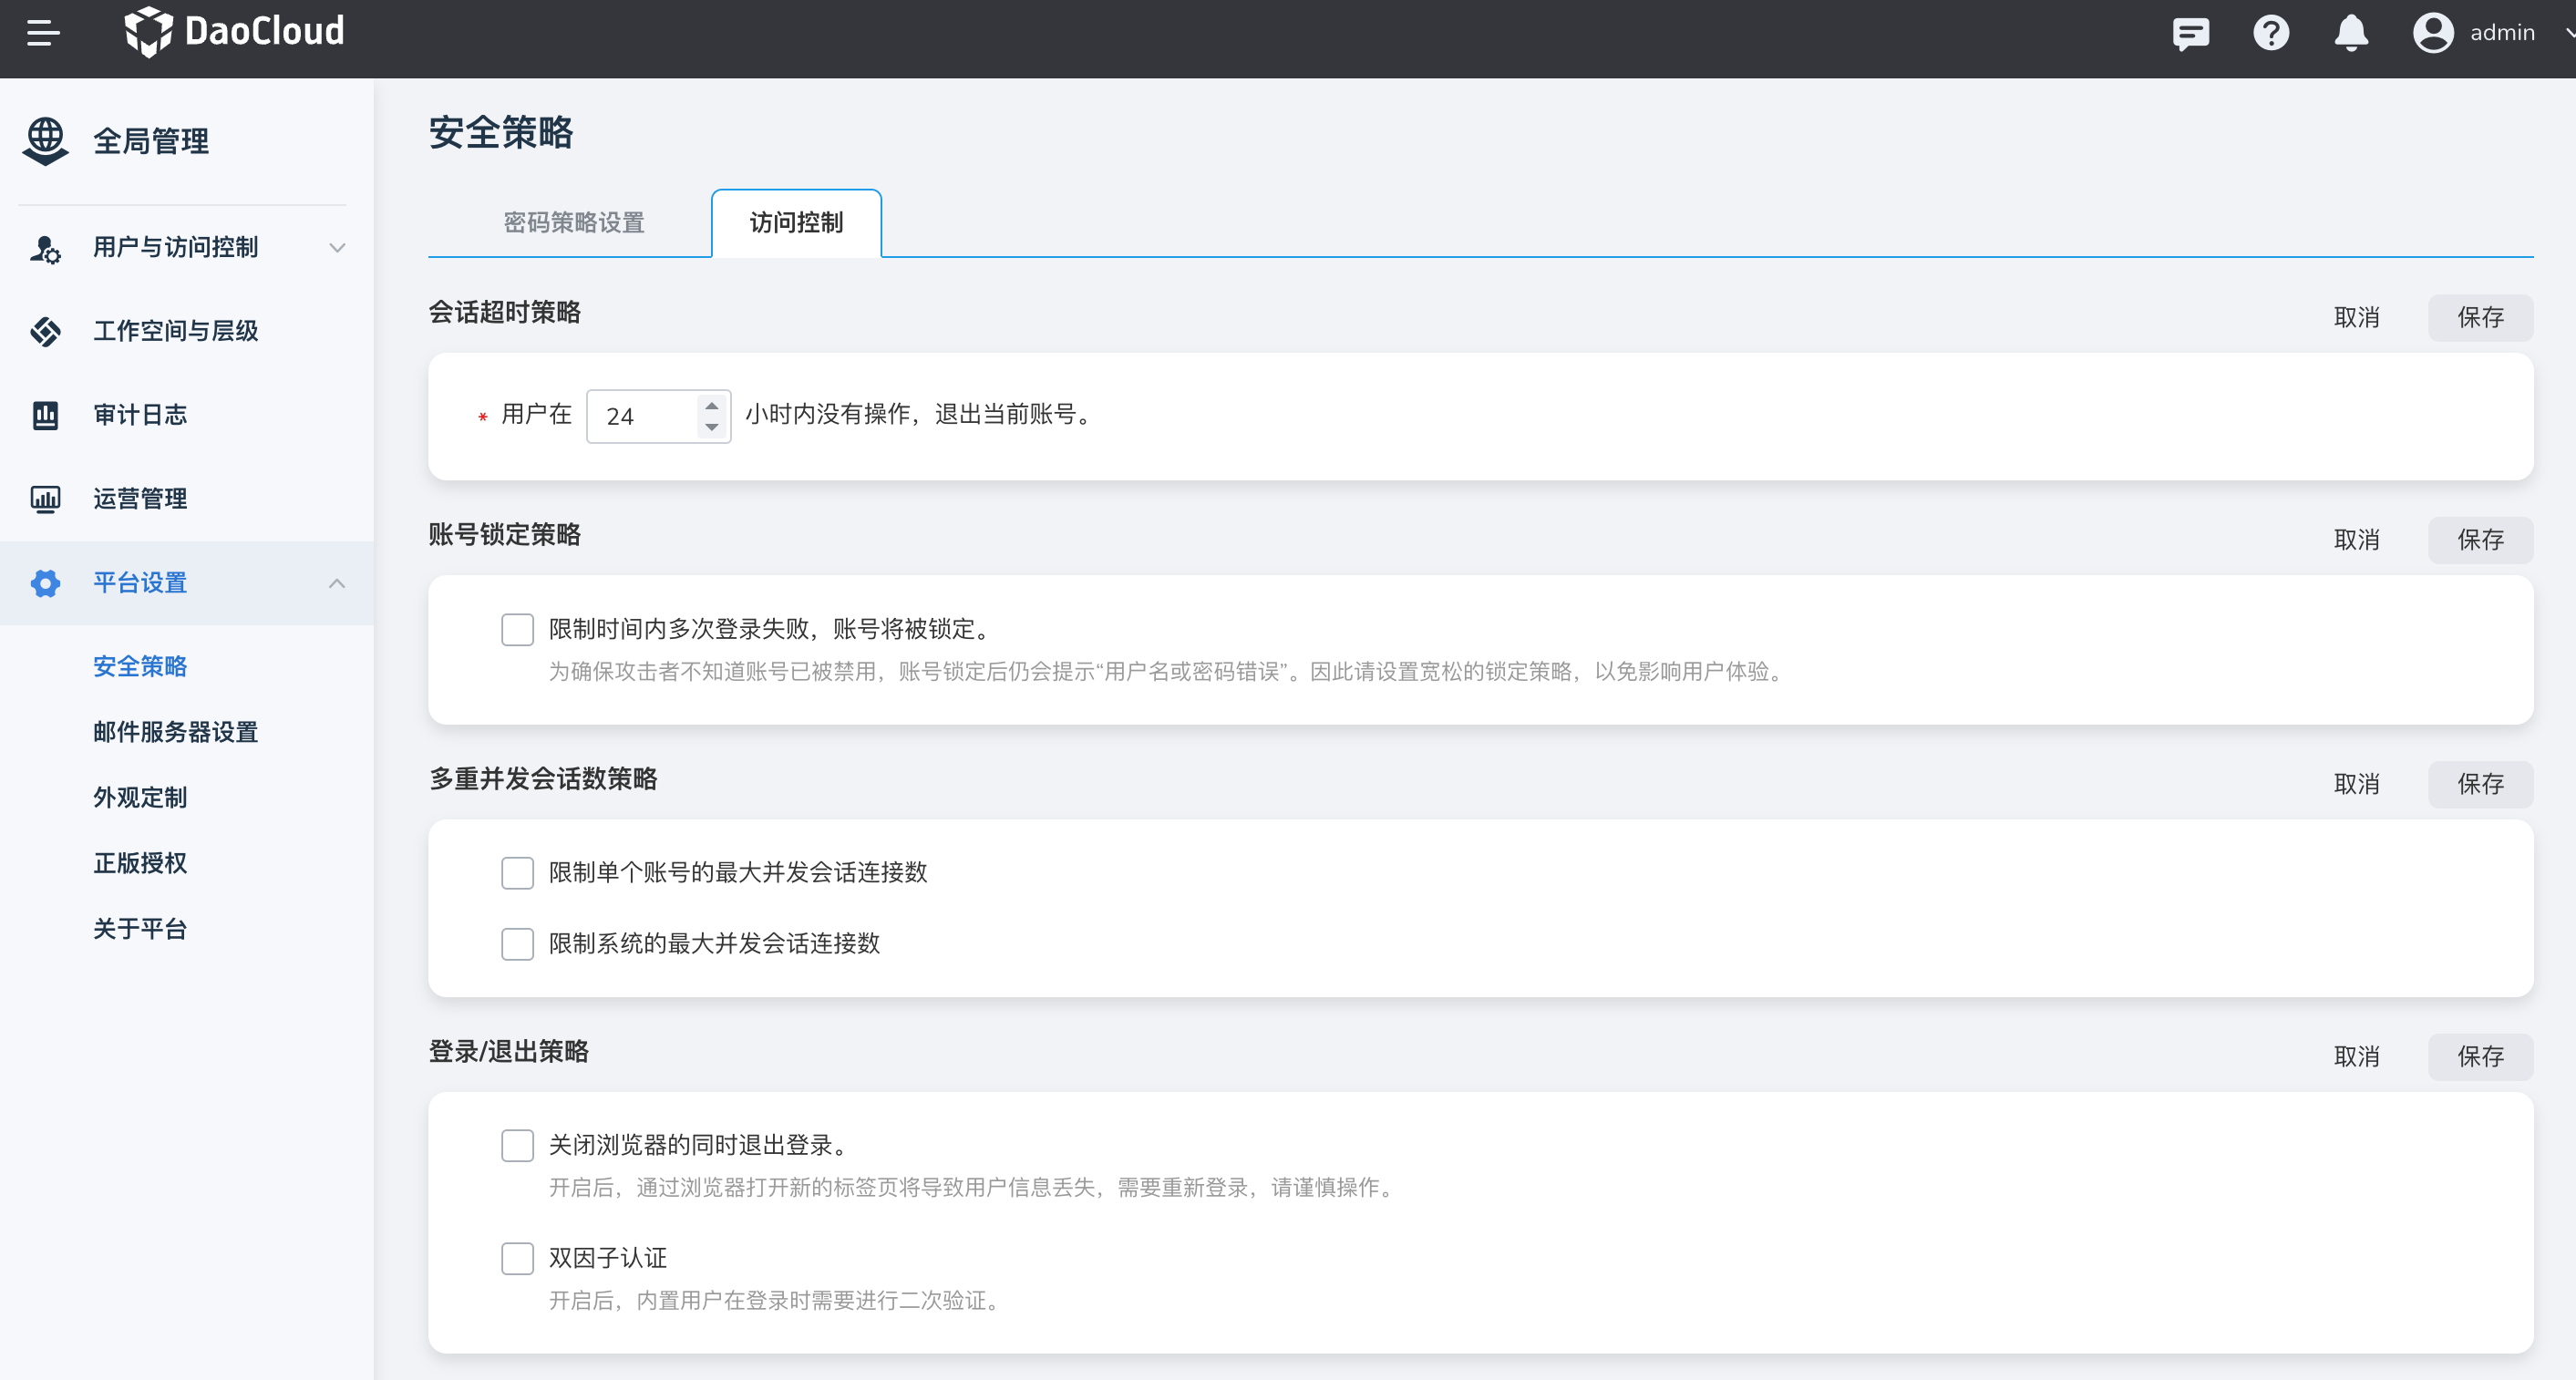 DaoCloud
admin
全局管理
用户与访问控制
工作空间与层级
审计日志
运营管理
平台设置
安全策略
邮件服务器设置
外观定制
正版授权
关于平台
安全策略
密码策略设置
访问控制
会话超时策略
取消
保存
* 用户在 24 小时内没有操作，退出当前账号。
账号锁定策略
取消
保存
限制时间内多次登录失败，账号将被锁定。
为确保攻击者不知道账号已被禁用，账号锁定后仍会提示“用户名或密码错误”。因此请设置宽松的锁定策略，以免影响用户体验。
多重并发会话数策略
取消
保存
限制单个账号的最大并发会话连接数
限制系统的最大并发会话连接数
登录/退出策略
取消
保存
关闭浏览器的同时退出登录。
开启后，通过浏览器打开新的标签页将导致用户信息丢失，需要重新登录，请谨慎操作。
双因子认证
开启后，内置用户在登录时需要进行二次验证。